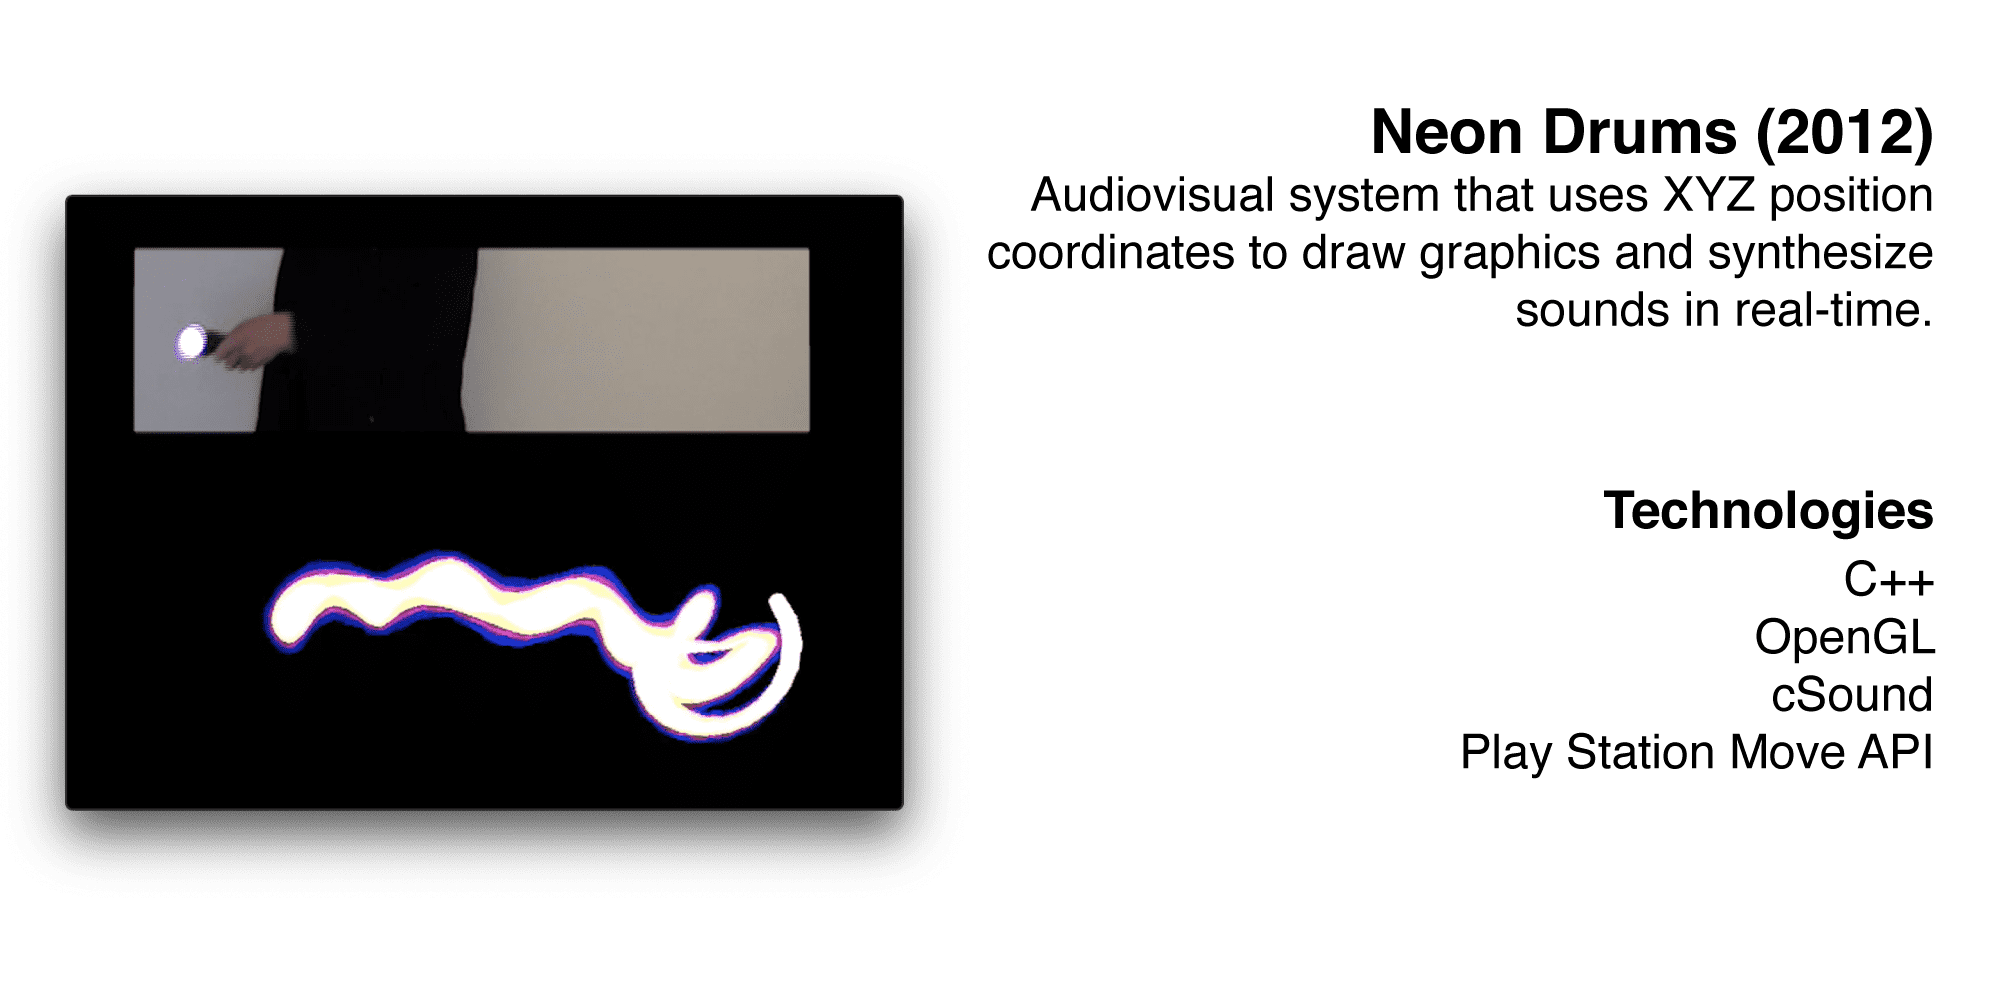 Neon Drums (2012)
Audiovisual system that uses XYZ position
coordinates to draw graphics and synthesize
sounds in real-time.
Technologies
C++
OpenGL
cSound
Play Station Move API